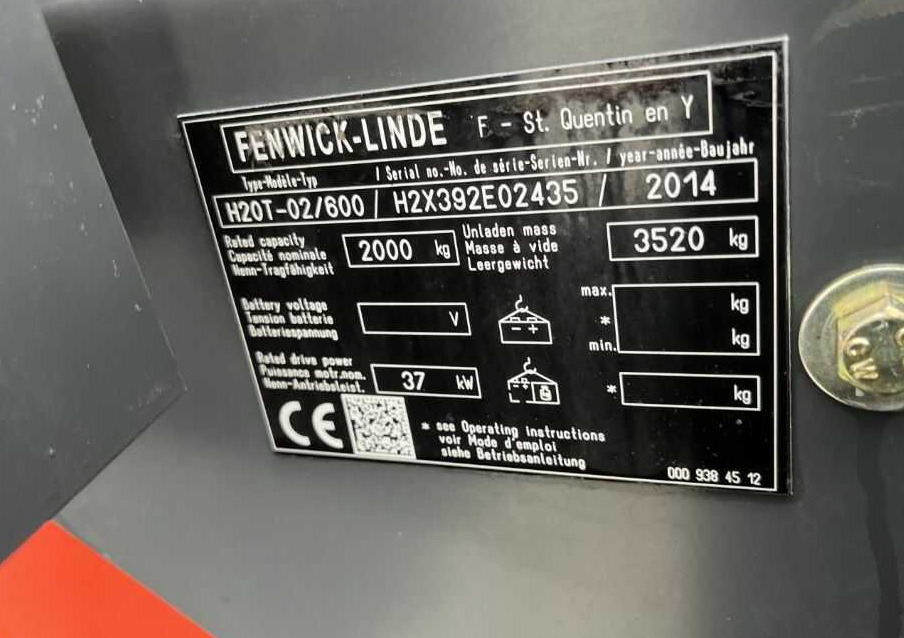 FENWICK-LINDE F - St. Quentin en Y
Type-Modèle-Typ / Serial no.-No. de série-Serien-Nr. / year-année-Baujahr
H20T-02/600 / H2X392E02435 / 2014
Rated capacity
Capacité nominale
Nenn-Tragfähigkeit
2000 kg
Unladen mass
Masse à vide
Leergewicht
3520 kg
Battery voltage
Tension batterie
Batteriespannung
V
- +
max. kg
*
min. kg
Rated drive power
Puissance motr.nom.
Nenn-Antriebsleist.
37 kW
* kg
CE
* see Operating instructions
voir Mode d'emploi
siehe Betriebsanleitung
000 938 45 12